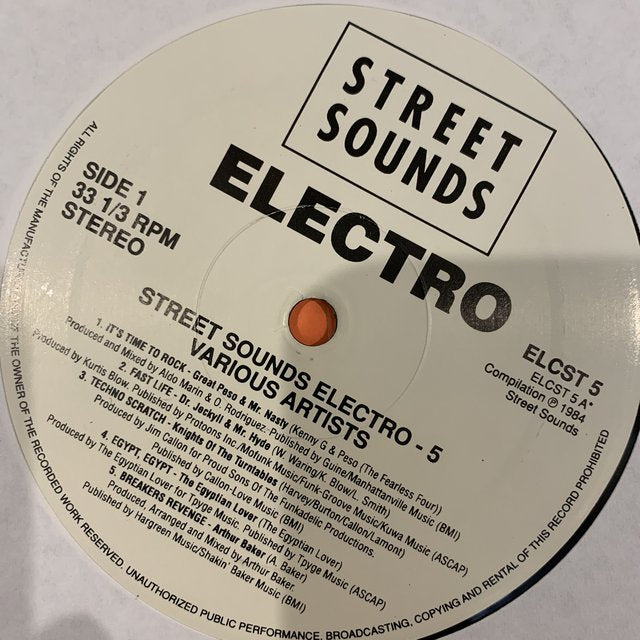 STREET
SOUNDS
ELECTRO
SIDE 1
33 1/3 RPM
STEREO
ELCST 5
ELCST 5 A*
Compilation ℗ 1984
Street Sounds
STREET SOUNDS ELECTRO - 5
VARIOUS ARTISTS
1. IT'S TIME TO ROCK - Great Peso & Mr. Nasty (Kenny G & Peso (The Fearless Four))
Produced and Mixed by Aldo Marin & O. Rodriguez. Published by Guine/Manhattanville Music (BMI)
2. FAST LIFE - Dr. Jeckyll & Mr. Hyde (W. Waring/K. Blow/L. Smith)
Produced by Kurtis Blow. Published by Protoons Inc./Mofunk Music/Funk-Groove Music/Kuwa Music (ASCAP)
3. TECHNO SCRATCH - Knights Of The Turntables (Harvey/Burton/Callon/Lamont)
Produced by Jim Callon for Proud Sons Of The Funkadelic Productions.
Published by Callon-Love Music (BMI)
4. EGYPT, EGYPT - The Egyptian Lover (The Egyptian Lover)
Produced by The Egyptian Lover for Tpyge Music. Published by Tpyge Music (ASCAP)
5. BREAKERS REVENGE - Arthur Baker (A. Baker)
Produced, Arranged and Mixed by Arthur Baker.
Published by Hargreen Music/Shakin' Baker Music (BMI)
ALL RIGHTS OF THE MANUFACTURER AND OF THE OWNER OF THE RECORDED WORK RESERVED. UNAUTHORIZED PUBLIC PERFORMANCE, BROADCASTING, COPYING AND RENTAL OF THIS RECORD PROHIBITED